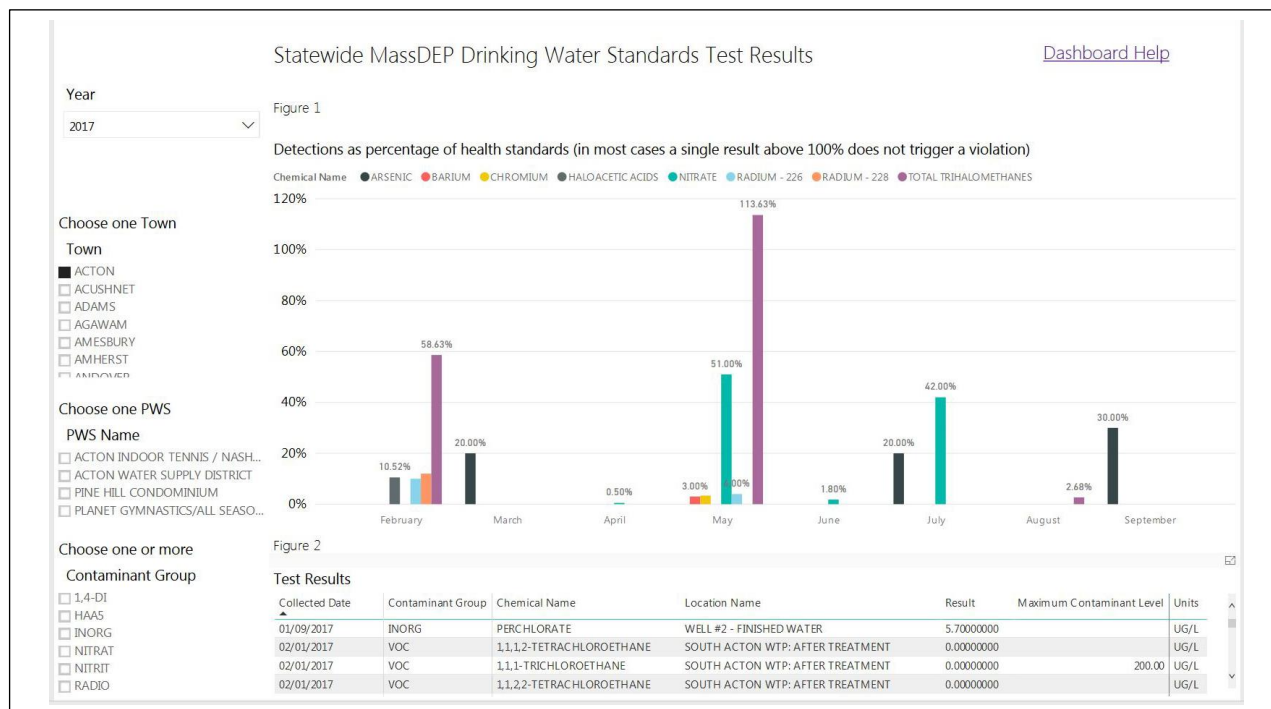 Statewide MassDEP Drinking Water Standards Test Results
Dashboard Help
Year
2017
Figure 1
Detections as percentage of health standards (in most cases a single result above 100% does not trigger a violation)
Chemical Name ARSENIC BARIUM CHROMIUM HALOACETIC ACIDS NITRATE RADIUM - 226 RADIUM - 228 TOTAL TRIHALOMETHANES
120%
100%
80%
60%
40%
20%
0%
10.52%
58.63%
20.00%
0.50%
3.00%
51.00%
113.63%
1.80%
20.00%
42.00%
2.68%
30.00%
February March April May June July August September
Choose one Town
Town
ACTON
ACUSHNET
ADAMS
AGAWAM
AMESBURY
AMHERST
ANDOVER
Choose one PWS
PWS Name
ACTON INDOOR TENNIS / NASH...
ACTON WATER SUPPLY DISTRICT
PINE HILL CONDOMINIUM
PLANET GYMNASTICS/ALL SEASO...
Choose one or more
Contaminant Group
1,4-DI
HAA5
INORG
NITRAT
NITRIT
RADIO
Figure 2
Test Results
Collected Date Contaminant Group Chemical Name Location Name Result Maximum Contaminant Level Units
01/09/2017 INORG PERCHLORATE WELL #2 - FINISHED WATER 5.70000000 UG/L
02/01/2017 VOC 1,1,1,2-TETRACHLOROETHANE SOUTH ACTON WTP: AFTER TREATMENT 0.00000000 UG/L
02/01/2017 VOC 1,1,1-TRICHLOROETHANE SOUTH ACTON WTP: AFTER TREATMENT 0.00000000 200.00 UG/L
02/01/2017 VOC 1,1,2,2-TETRACHLOROETHANE SOUTH ACTON WTP: AFTER TREATMENT 0.00000000 UG/L